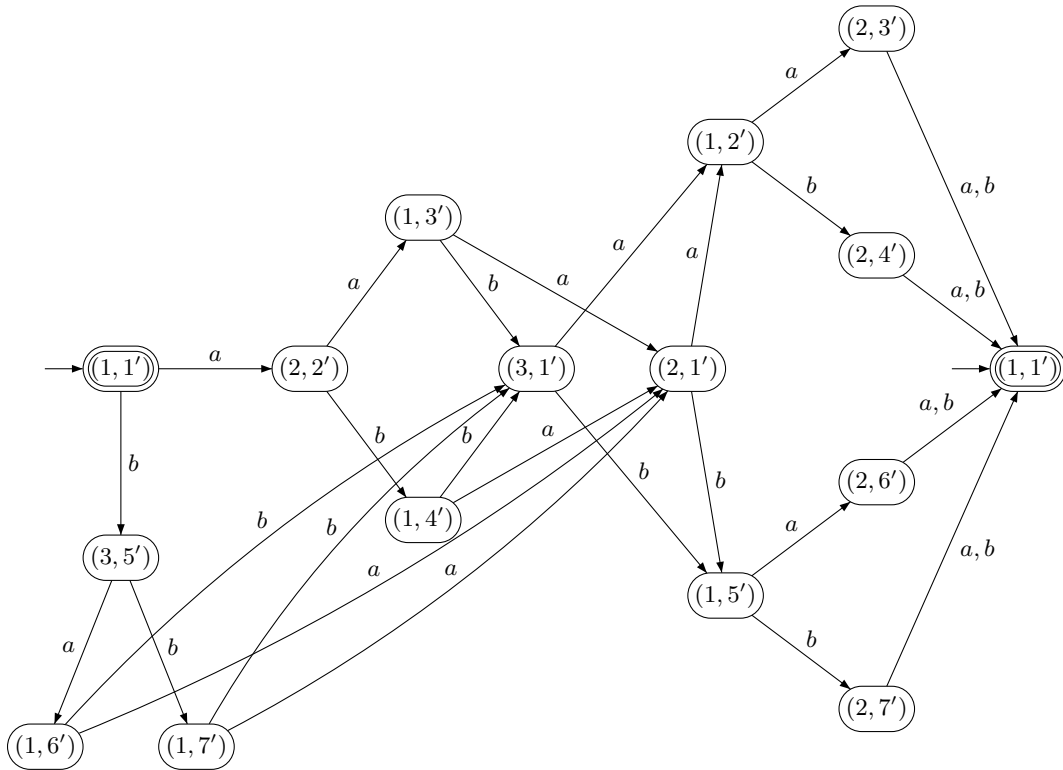 (2, 3′)
a
(1, 2′)
a, b
b
(1, 3′)
a
(2, 4′)
a
b
a
a
a, b
a
(1, 1′)
(2, 2′)
(3, 1′)
(2, 1′)
(1, 1′)
a, b
b
b
a
b
b
b
(2, 6′)
(1, 4′)
b
b
a
a
a
a, b
(3, 5′)
(1, 5′)
a
b
b
(2, 7′)
(1, 6′)
(1, 7′)